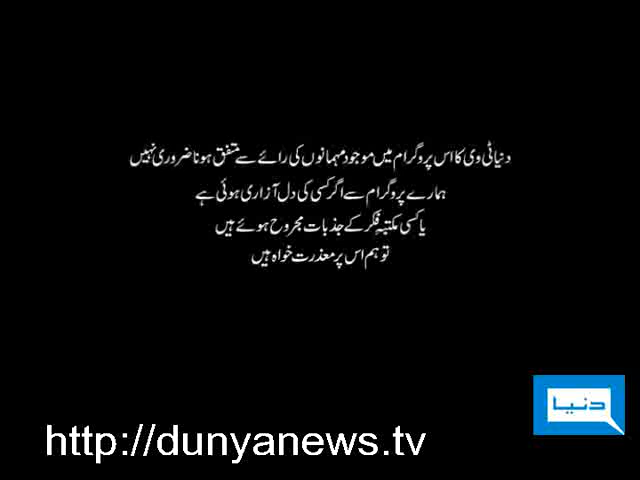 دنیا ٹی وی کا اس پروگرام میں موجود مہمانوں کی رائے سے متفق ہونا ضروری نہیں
ہمارے پروگرام سے اگر کسی کی دل آزاری ہوئی ہے
یا کسی مکتبہِ فکر کے جذبات مجروح ہوئے ہیں
تو ہم اس پر معذرت خواہ ہیں
دنیا
http://dunyanews.tv